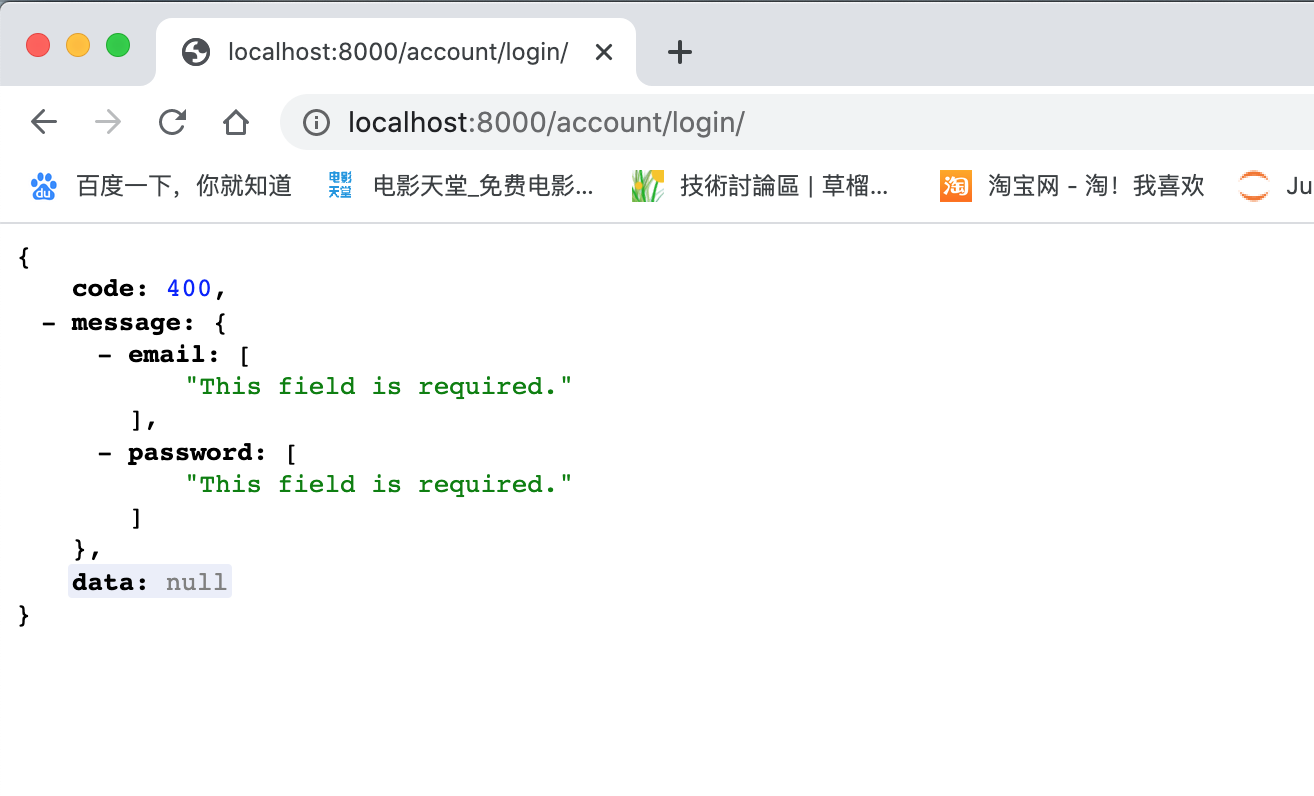 localhost:8000/account/login/
localhost:8000/account/login/
du 百度一下，你就知道 电影天堂 电影天堂_免费电影... 技術討論區 | 草榴... 淘 淘宝网 - 淘！我喜欢 Ju
{
code: 400,
- message: {
- email: [
"This field is required."
],
- password: [
"This field is required."
]
},
data: null
}